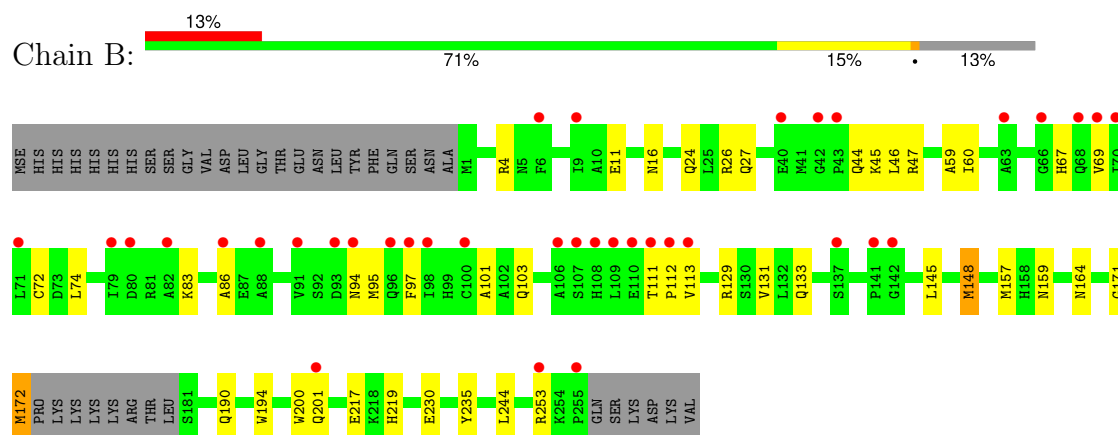 13%
Chain B:
71% 15% • 13%
MSE HIS HIS HIS HIS HIS HIS SER SER GLY VAL ASP LEU GLY THR GLU ASN LEU TYR PHE GLN SER ASN ALA M1 R4 N5 F6 I9 A10 E11 N16 Q24 L25 R26 Q27 E40 M41 G42 P43 Q44 K45 L46 R47 A59 I60 A63 G66 H67 Q68 V69
L71 C72 D73 L74 I79 D80 R81 A82 K83 A86 E87 A88 V91 S92 D93 N94 M95 Q96 F97 I98 H99 C100 A101 A102 Q103 A106 S107 H108 L109 E110 T111 P112 V113 R129 S130 V131 L132 Q133 S137 P141 G142 L145 M148 M157 H158 N159 N164
M172 PRO LYS LYS LYS LYS ARG THR LEU S181 Q190 W194 W200 Q201 E217 K218 H219 E230 Y235 L244 R253 K254 P255 GLN SER LYS ASP LYS VAL